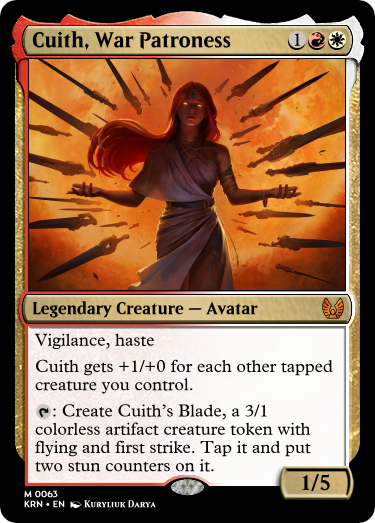 Cuith, War Patroness 1
Legendary Creature — Avatar
Vigilance, haste
Cuith gets +1/+0 for each other tapped
creature you control.
: Create Cuith's Blade, a 3/1
colorless artifact creature token with
flying and first strike. Tap it and put
two stun counters on it.
1/5
M 0063
KRN • EN Kuryliuk Darya